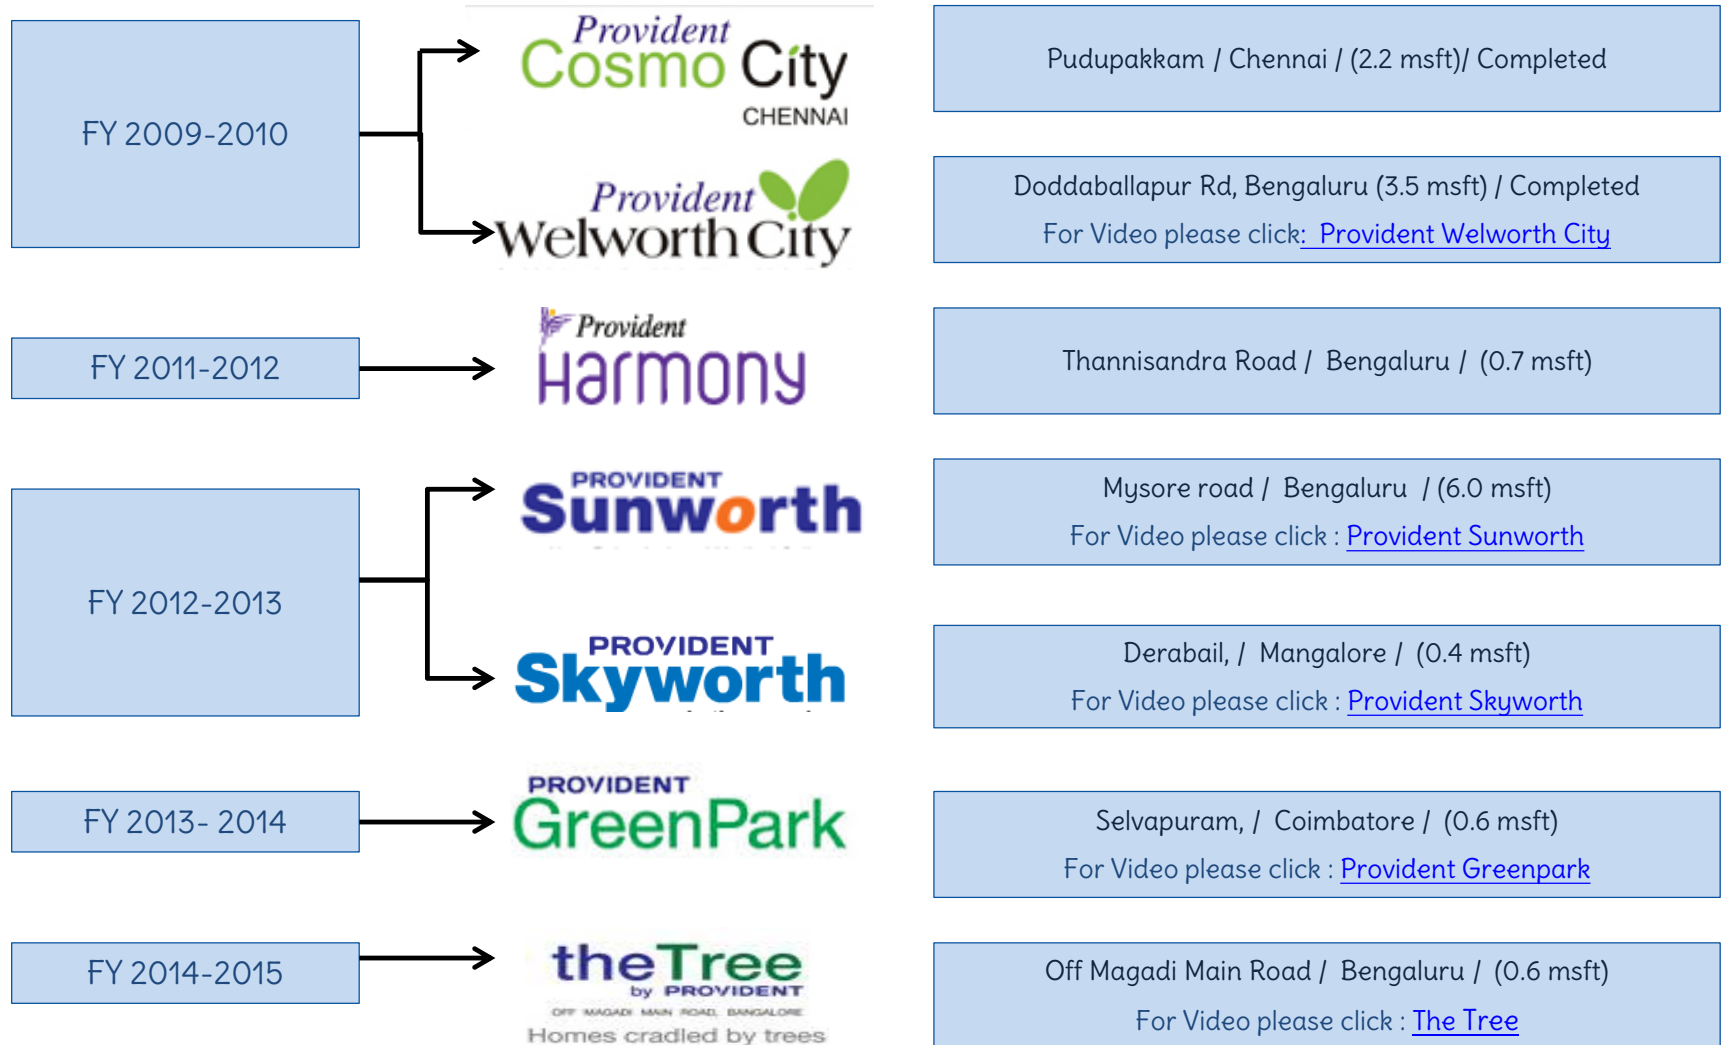 FY 2009-2010
Provident
Cosmo City
CHENNAI
Pudupakkam / Chennai / (2.2 msft)/ Completed
Provident
Welworth City
Doddaballapur Rd, Bengaluru (3.5 msft) / Completed
For Video please click:  Provident Welworth City
FY 2011-2012
Provident
Harmony
Thannisandra Road /  Bengaluru /  (0.7 msft)
FY 2012-2013
PROVIDENT
Sunworth
Mysore road /  Bengaluru  / (6.0 msft)
For Video please click : Provident Sunworth
PROVIDENT
Skyworth
Derabail, /  Mangalore /  (0.4 msft)
For Video please click : Provident Skyworth
FY 2013- 2014
PROVIDENT
GreenPark
Selvapuram, /  Coimbatore /  (0.6 msft)
For Video please click : Provident Greenpark
FY 2014-2015
theTree
by PROVIDENT
OFF MAGADI MAIN ROAD, BANGALORE
Homes cradled by trees
Off Magadi Main Road /  Bengaluru /  (0.6 msft)
For Video please click : The Tree